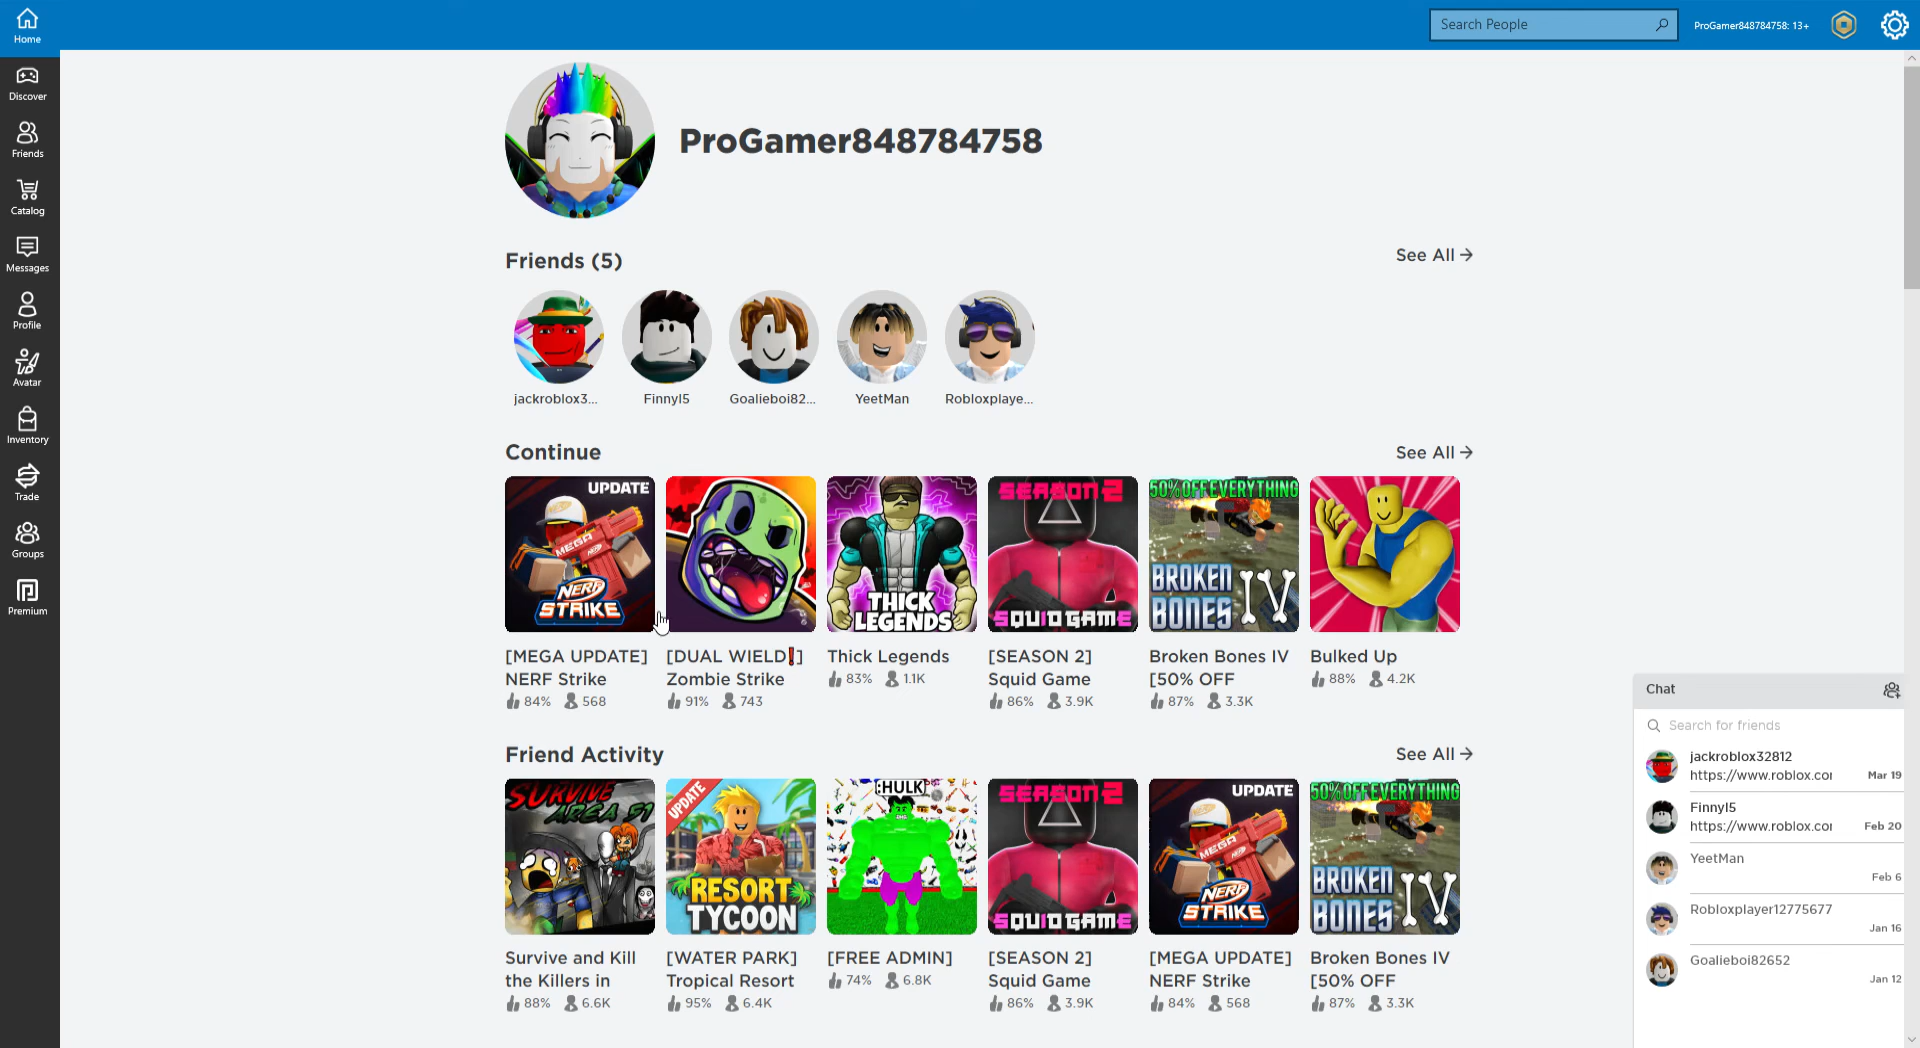 Home
Search People
ProGamer848784758: 13+
Discover
Friends
Catalog
Messages
Profile
Avatar
Inventory
Trade
Groups
Premium
ProGamer848784758
Friends (5)
See All
jackroblox3...
Finnyl5
Goalieboi82...
YeetMan
Robloxplaye...
Continue
See All
UPDATE
MEGA
NERF
STRIKE
THICK
LEGENDS
SEASON 2
SQUID GAME
50% OFF EVERYTHING
BROKEN
BONES IV
[MEGA UPDATE]
NERF Strike
84% 568
[DUAL WIELD❗]
Zombie Strike
91% 743
Thick Legends
83% 1.1K
[SEASON 2]
Squid Game
86% 3.9K
Broken Bones IV
[50% OFF
87% 3.3K
Bulked Up
88% 4.2K
Friend Activity
See All
SURVIVE
AREA 51
UPDATE
RESORT
TYCOON
:HULK
SEASON 2
SQUID GAME
UPDATE
MEGA
NERF
STRIKE
50% OFF EVERYTHING
BROKEN
BONES IV
Survive and Kill
the Killers in
88% 6.6K
[WATER PARK]
Tropical Resort
95% 6.4K
[FREE ADMIN]
74% 6.8K
[SEASON 2]
Squid Game
86% 3.9K
[MEGA UPDATE]
NERF Strike
84% 568
Broken Bones IV
[50% OFF
87% 3.3K
Chat
Search for friends
jackroblox32812
https://www.roblox.cor Mar 19
Finnyl5
https://www.roblox.cor Feb 20
YeetMan
Feb 6
Robloxplayer12775677
Jan 16
Goalieboi82652
Jan 12